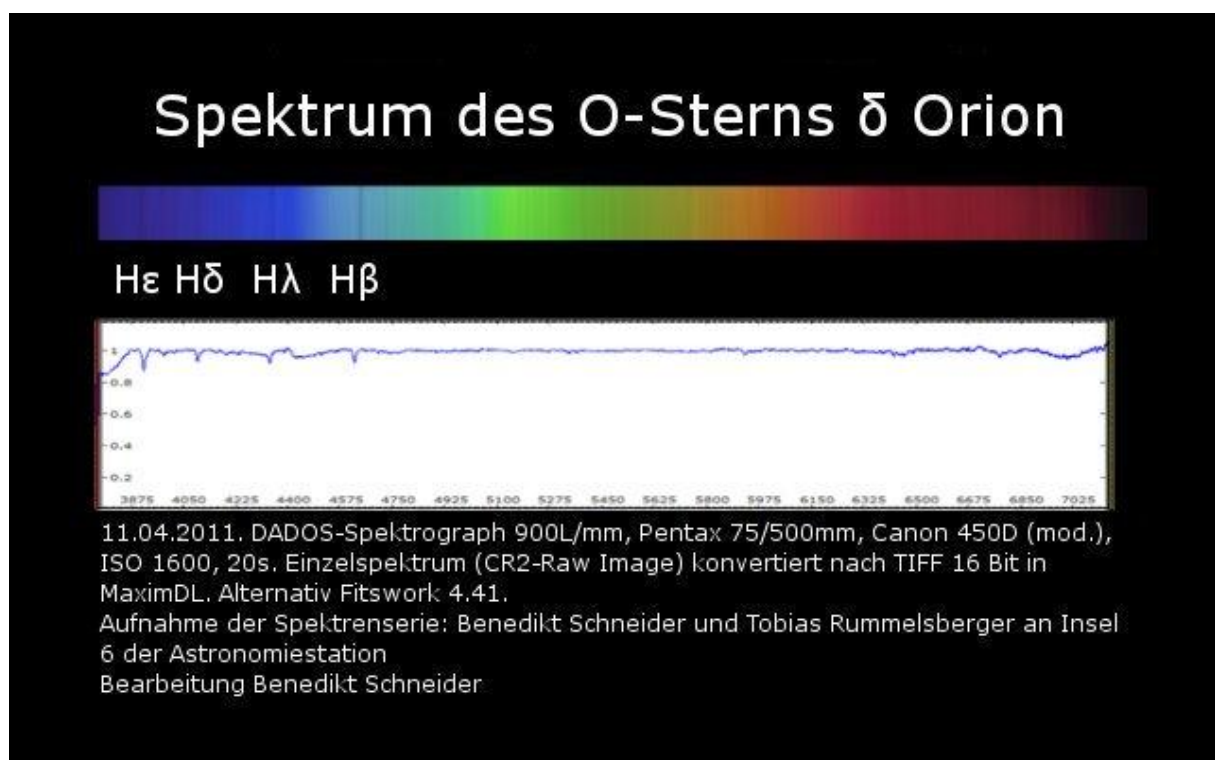 Spektrum des O-Sterns δ Orion
Hε Hδ Hλ Hβ
1
0.8
0.6
0.4
0.2
3875 4050 4225 4400 4575 4750 4925 5100 5275 5450 5625 5800 5975 6150 6325 6500 6675 6850 7025
11.04.2011. DADOS-Spektrograph 900L/mm, Pentax 75/500mm, Canon 450D (mod.),
ISO 1600, 20s. Einzelspektrum (CR2-Raw Image) konvertiert nach TIFF 16 Bit in
MaximDL. Alternativ Fitswork 4.41.
Aufnahme der Spektrenserie: Benedikt Schneider und Tobias Rummelsberger an Insel
6 der Astronomiestation
Bearbeitung Benedikt Schneider